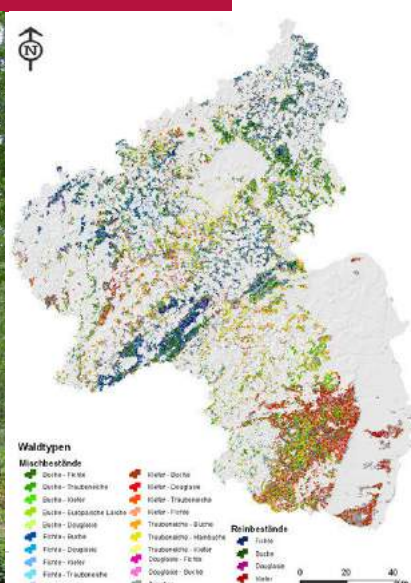 N
Waldtypen
Mischbestände
Buche - Fichte
Buche - Traubeneiche
Buche - Kiefer
Buche - Europäische Lärche
Buche - Douglasie
Fichte - Buche
Fichte - Douglasie
Fichte - Kiefer
Fichte - Traubeneiche
Kiefer - Buche
Kiefer - Douglasie
Kiefer - Traubeneiche
Kiefer - Fichte
Traubeneiche - Buche
Traubeneiche - Hainbuche
Traubeneiche - Kiefer
Douglasie - Fichte
Douglasie - Buche
Reinbestände
Fichte
Buche
Douglasie
Kiefer
0 20 40